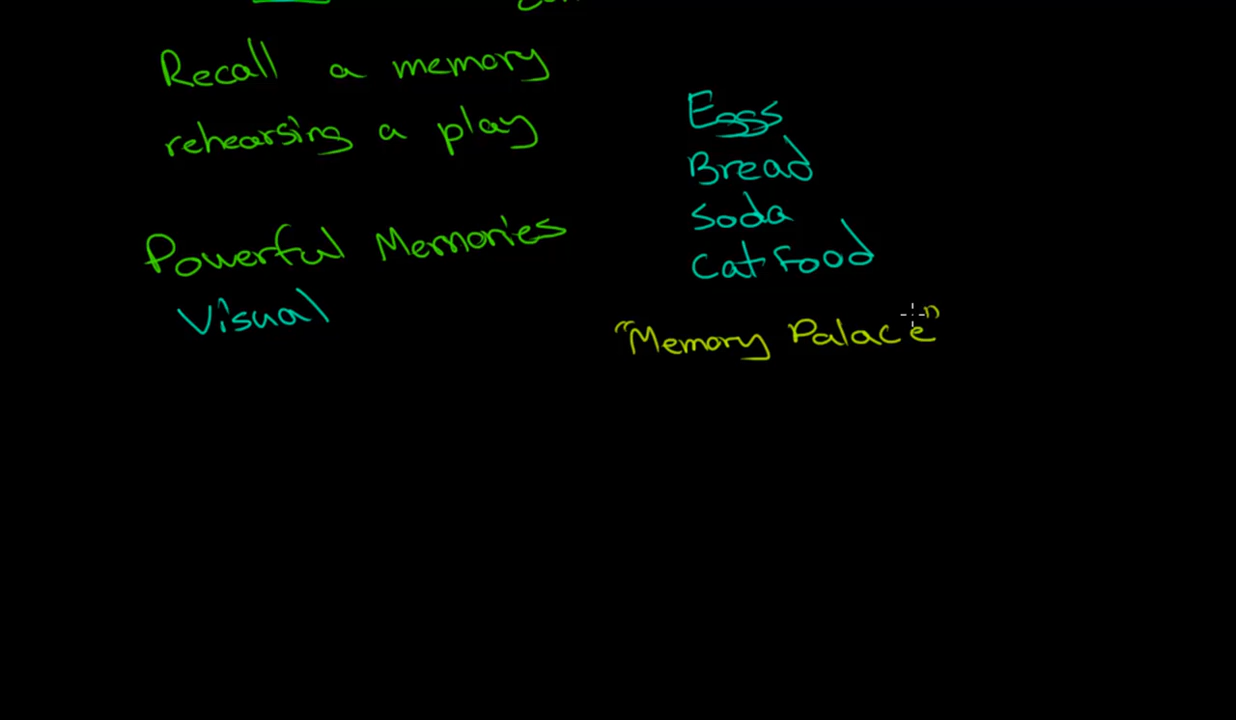 Recall a memory
rehearsing a play
Powerful Memories
Visual
Eggs
Bread
Soda
Cat Food
"Memory Palace"